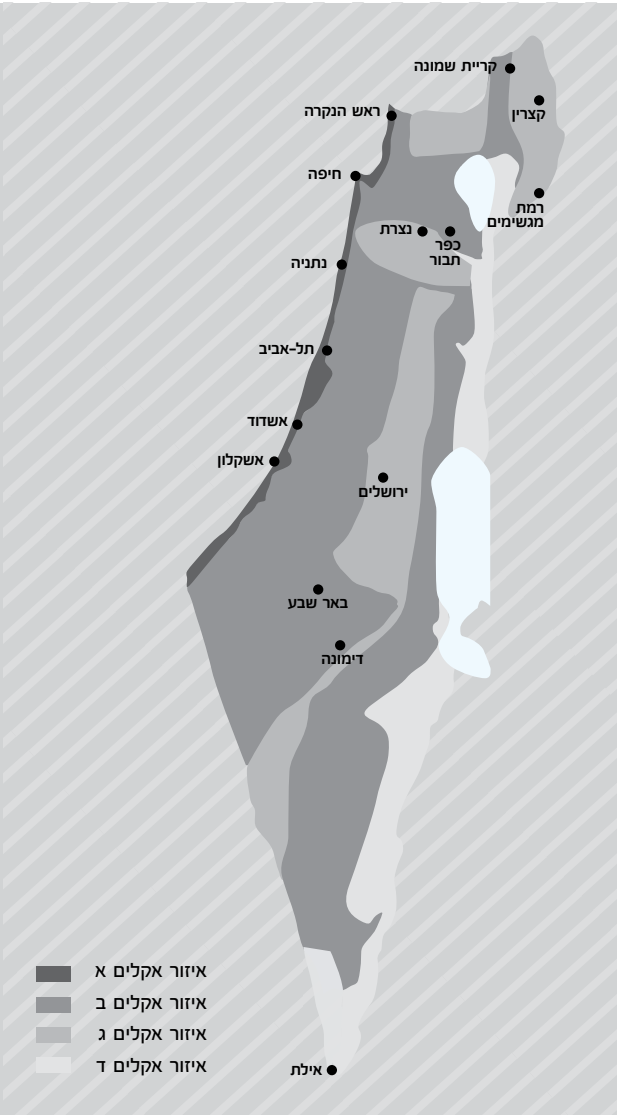 קריית שמונה
קצרין
ראש הנקרה
חיפה
רמת
מגשימים
נצרת
כפר
תבור
נתניה
תל-אביב
אשדוד
אשקלון
ירושלים
באר שבע
דימונה
איזור אקלים א
איזור אקלים ב
איזור אקלים ג
איזור אקלים ד
אילת